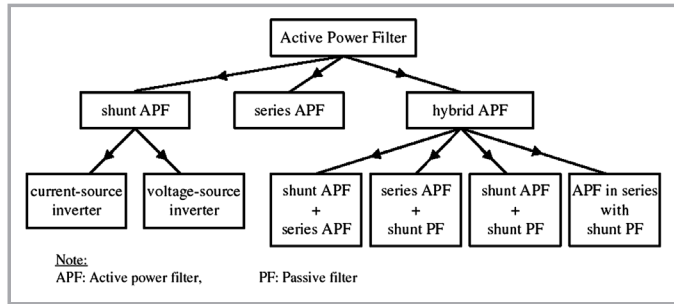 Active Power Filter
shunt APF
series APF
hybrid APF
current-source
inverter
voltage-source
inverter
shunt APF
+
series APF
series APF
+
shunt PF
shunt APF
+
shunt PF
APF in series
with
shunt PF
Note:
APF: Active power filter, PF: Passive filter